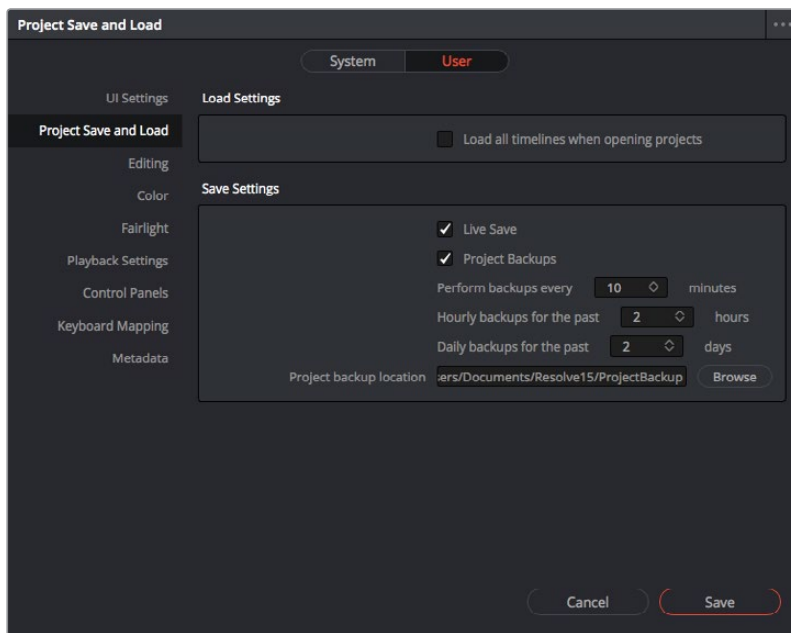 Project Save and Load
System User
UI Settings
Project Save and Load
Editing
Color
Fairlight
Playback Settings
Control Panels
Keyboard Mapping
Metadata
Load Settings
Load all timelines when opening projects
Save Settings
Live Save
Project Backups
Perform backups every 10 minutes
Hourly backups for the past 2 hours
Daily backups for the past 2 days
Project backup location ers/Documents/Resolve15/ProjectBackup Browse
Cancel Save